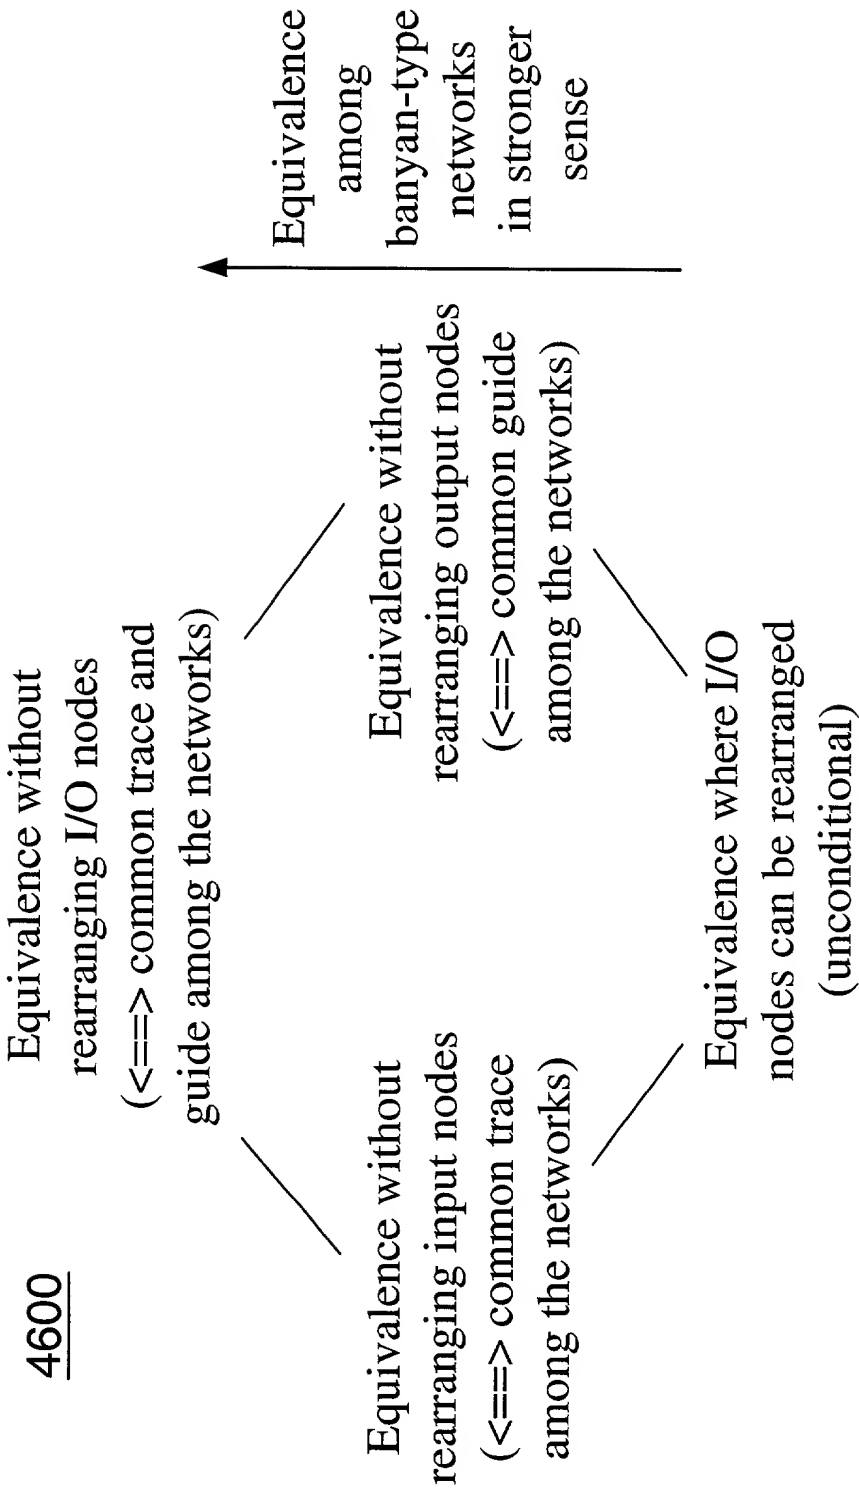 4600
Equivalence without
rearranging I/O nodes
(<==> common trace and
guide among the networks)
Equivalence without
rearranging input nodes
(<==> common trace
among the networks)
Equivalence without
rearranging output nodes
(<==> common guide
among the networks)
Equivalence where I/O
nodes can be rearranged
(unconditional)
Equivalence
among
banyan-type
networks
in stronger
sense